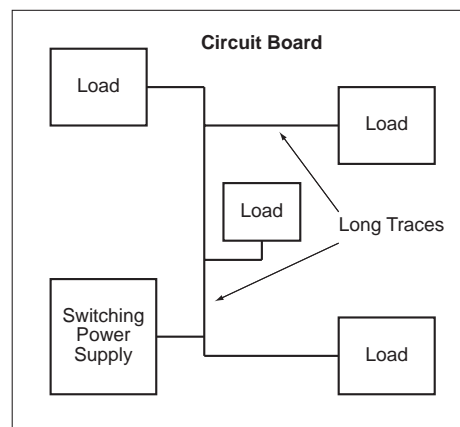 Circuit Board
Load
Load
Load
Long Traces
Switching
Power
Supply
Load